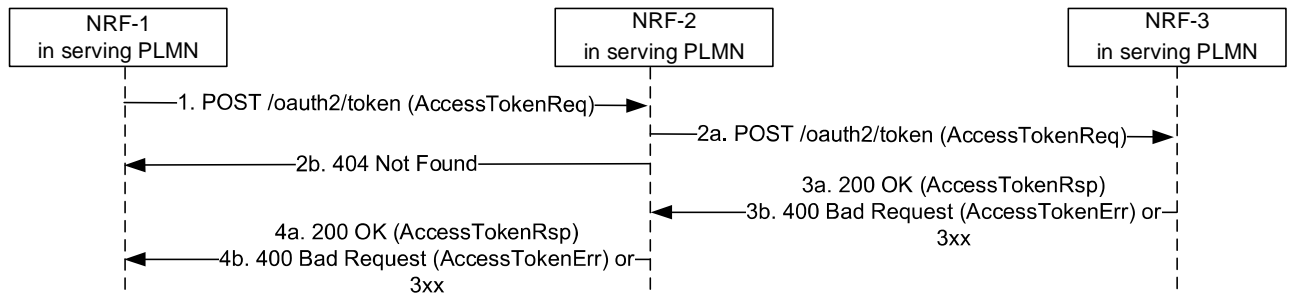 NRF-1
in serving PLMN
NRF-2
in serving PLMN
NRF-3
in serving PLMN
1. POST /oauth2/token (AccessTokenReq)
2a. POST /oauth2/token (AccessTokenReq)
2b. 404 Not Found
3a. 200 OK (AccessTokenRsp)
3b. 400 Bad Request (AccessTokenErr) or
3xx
4a. 200 OK (AccessTokenRsp)
4b. 400 Bad Request (AccessTokenErr) or
3xx